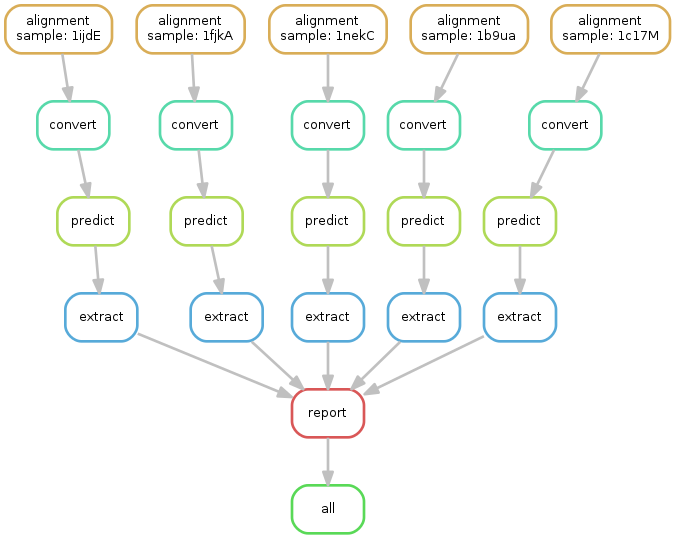 alignment
sample: 1ijdE
alignment
sample: 1fjkA
alignment
sample: 1nekC
alignment
sample: 1b9ua
alignment
sample: 1c17M
convert
convert
convert
convert
convert
predict
predict
predict
predict
predict
extract
extract
extract
extract
extract
report
all